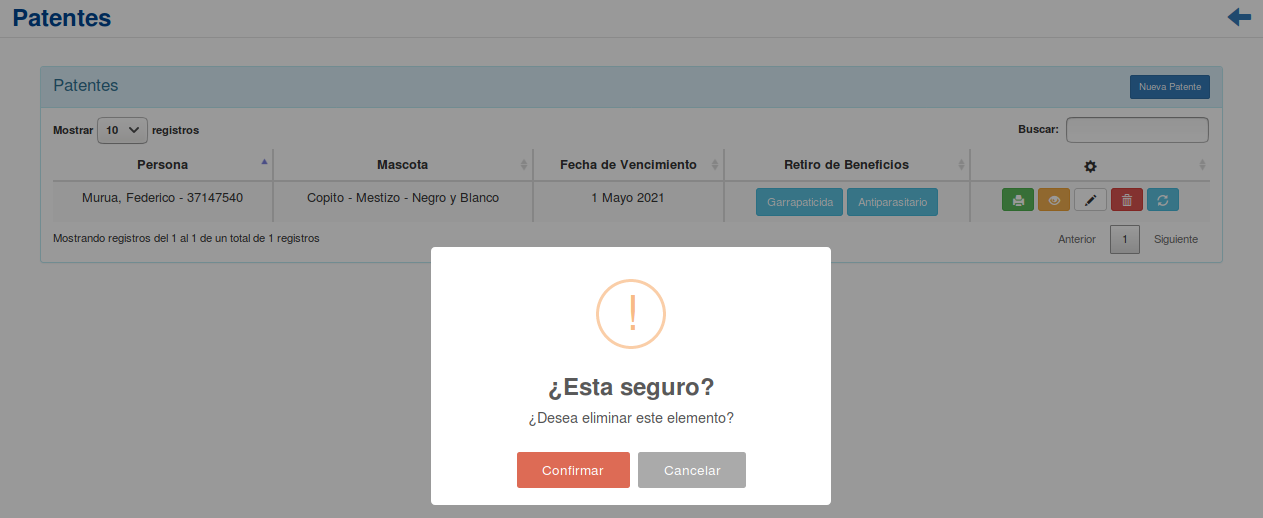 Patentes
Patentes
Nueva Patente
Mostrar 10 registros
Buscar:
Persona Mascota Fecha de Vencimiento Retiro de Beneficios
Murua, Federico - 37147540 Copito - Mestizo - Negro y Blanco 1 Mayo 2021 Garrapaticida Antiparasitario
Mostrando registros del 1 al 1 de un total de 1 registros
Anterior 1 Siguiente
!
¿Esta seguro?
¿Desea eliminar este elemento?
Confirmar Cancelar